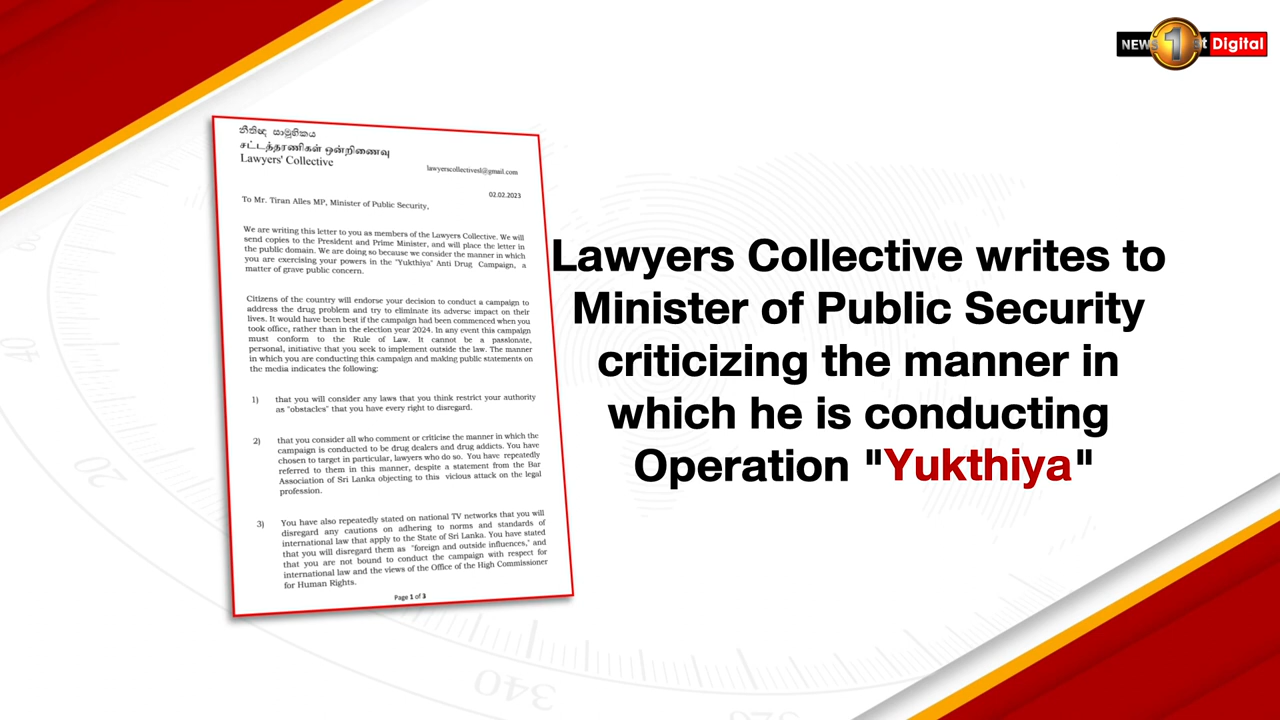 NEWS 1st Digital
නීතිඥ සාමූහිකය
சட்டத்தரணிகள் ஒன்றிணைவு
Lawyers' Collective
lawyerscollectivesl@gmail.com
02.02.2023
To Mr. Tiran Alles MP, Minister of Public Security,
We are writing this letter to you as members of the Lawyers Collective. We will
send copies to the President and Prime Minister, and will place the letter in
the public domain. We are doing so because we consider the manner in which
you are exercising your powers in the "Yukthiya" Anti Drug Campaign, a
matter of grave public concern.
Citizens of the country will endorse your decision to conduct a campaign to
address the drug problem and try to eliminate its adverse impact on their
lives. It would have been best if the campaign had been commenced when you
took office, rather than in the election year 2024. In any event this campaign
must conform to the Rule of Law. It cannot be a passionate,
personal, initiative that you seek to implement outside the law. The manner
in which you are conducting this campaign and making public statements on
the media indicates the following:
1) that you will consider any laws that you think restrict your authority
as "obstacles" that you have every right to disregard.
2) that you consider all who comment or criticise the manner in which the
campaign is conducted to be drug dealers and drug addicts. You have
chosen to target in particular, lawyers who do so. You have repeatedly
referred to them in this manner, despite a statement from the Bar
Association of Sri Lanka objecting to this vicious attack on the legal
profession.
3) You have also repeatedly stated on national TV networks that you will
disregard any cautions on adhering to norms and standards of
international law that apply to the State of Sri Lanka. You have stated
that you will disregard them as "foreign and outside influences," and
that you are not bound to conduct the campaign with respect for
international law and the views of the Office of the High Commissioner
for Human Rights.
Page 1 of 3
Lawyers Collective writes to
Minister of Public Security
criticizing the manner in
which he is conducting
Operation "Yukthiya"
40
20
340